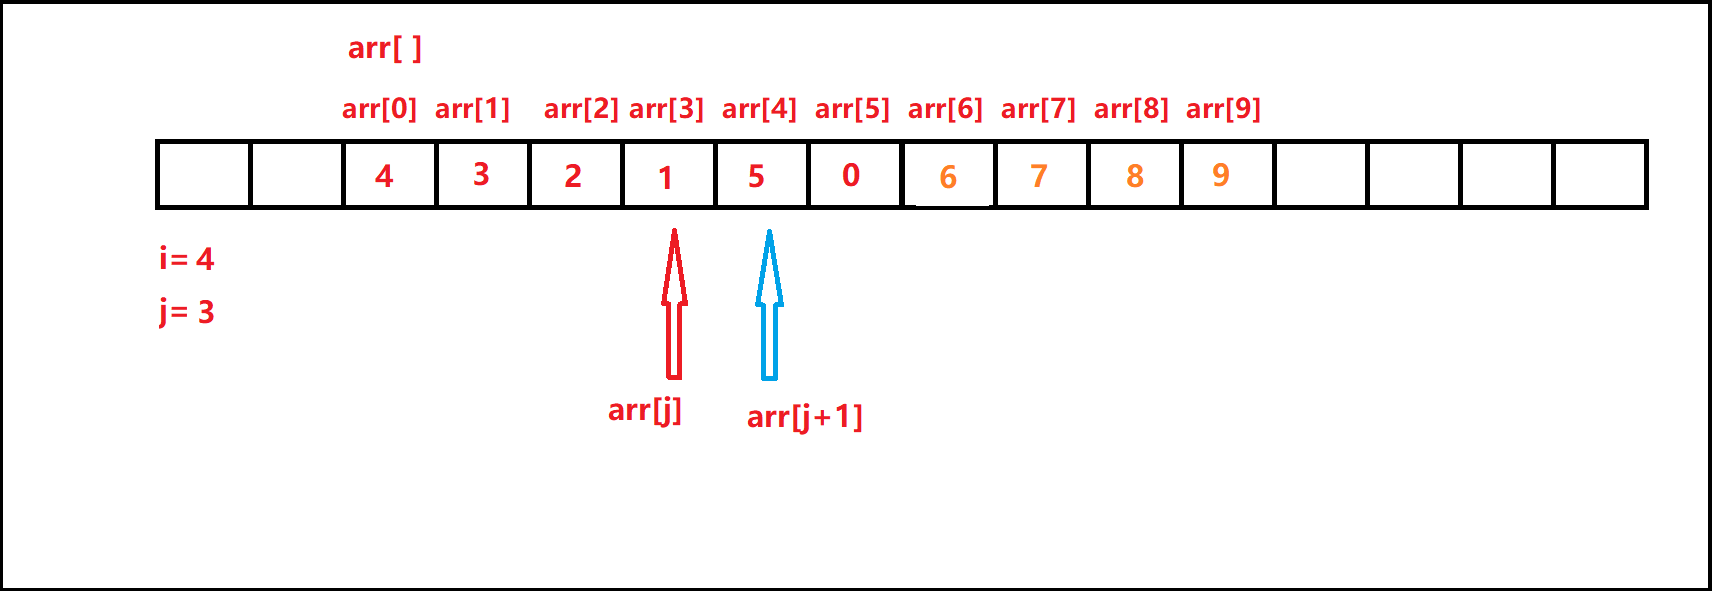 arr[ ]
arr[0] arr[1] arr[2] arr[3] arr[4] arr[5] arr[6] arr[7] arr[8] arr[9]
4 3 2 1 5 0 6 7 8 9
i= 4
j= 3
arr[j] arr[j+1]